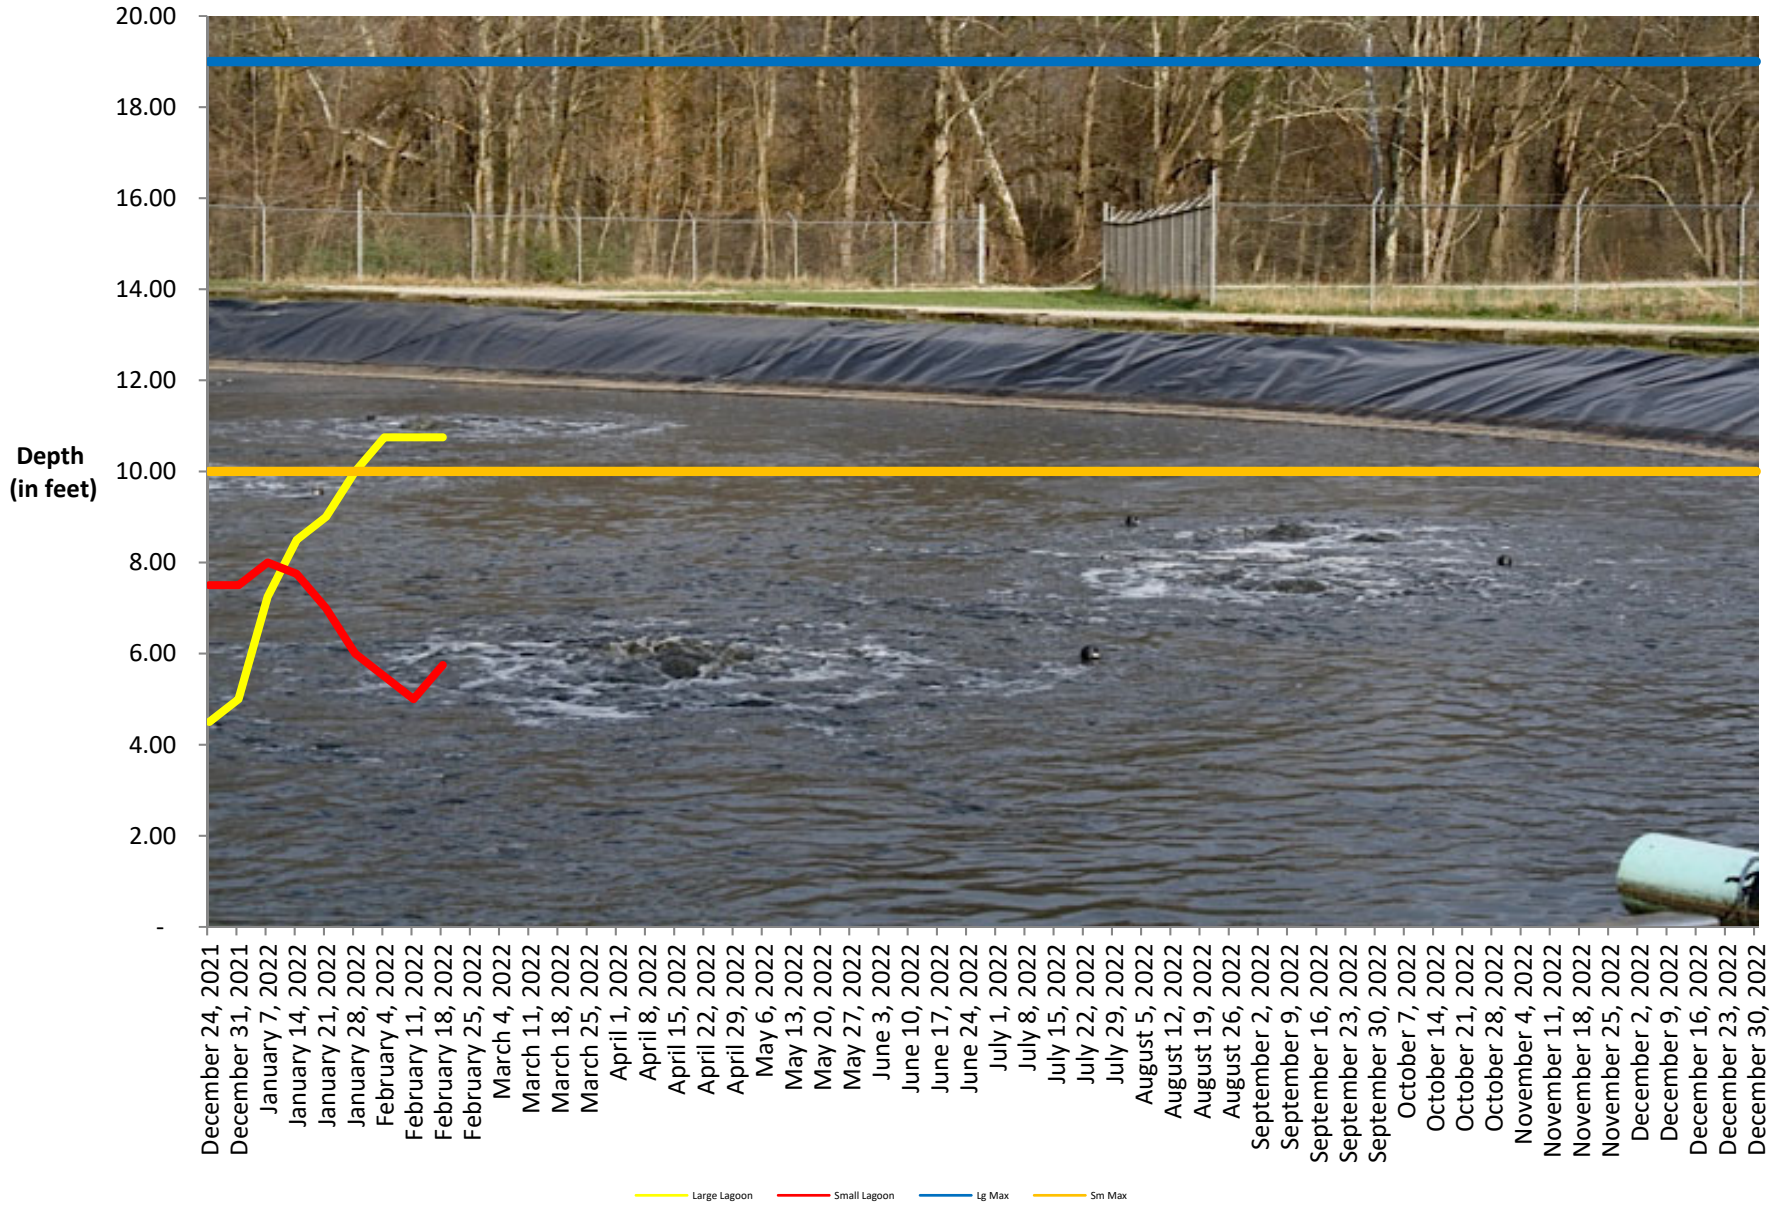 20.00
18.00
16.00
14.00
12.00
10.00
8.00
6.00
4.00
2.00
-
Depth
(in feet)
December 24, 2021
December 31, 2021
January 7, 2022
January 14, 2022
January 21, 2022
January 28, 2022
February 4, 2022
February 11, 2022
February 18, 2022
February 25, 2022
March 4, 2022
March 11, 2022
March 18, 2022
March 25, 2022
April 1, 2022
April 8, 2022
April 15, 2022
April 22, 2022
April 29, 2022
May 6, 2022
May 13, 2022
May 20, 2022
May 27, 2022
June 3, 2022
June 10, 2022
June 17, 2022
June 24, 2022
July 1, 2022
July 8, 2022
July 15, 2022
July 22, 2022
July 29, 2022
August 5, 2022
August 12, 2022
August 19, 2022
August 26, 2022
September 2, 2022
September 9, 2022
September 16, 2022
September 23, 2022
September 30, 2022
October 7, 2022
October 14, 2022
October 21, 2022
October 28, 2022
November 4, 2022
November 11, 2022
November 18, 2022
November 25, 2022
December 2, 2022
December 9, 2022
December 16, 2022
December 23, 2022
December 30, 2022
Large Lagoon
Small Lagoon
Lg Max
Sm Max